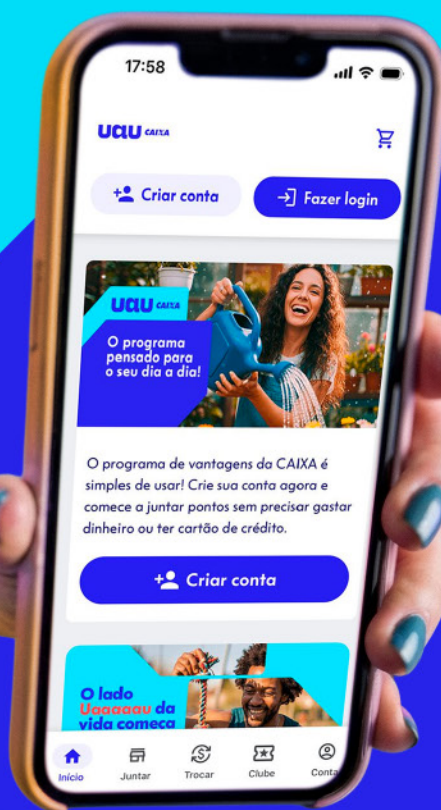 17:58
UAU CAIXA
Criar conta
Fazer login
UAU CAIXA
O programa
pensado para
o seu dia a dia!
O programa de vantagens da CAIXA é
simples de usar! Crie sua conta agora e
comece a juntar pontos sem precisar gastar
dinheiro ou ter cartão de crédito.
Criar conta
O lado
Uaaaaau da
vida começa
Início
Juntar
Trocar
Clube
Conta